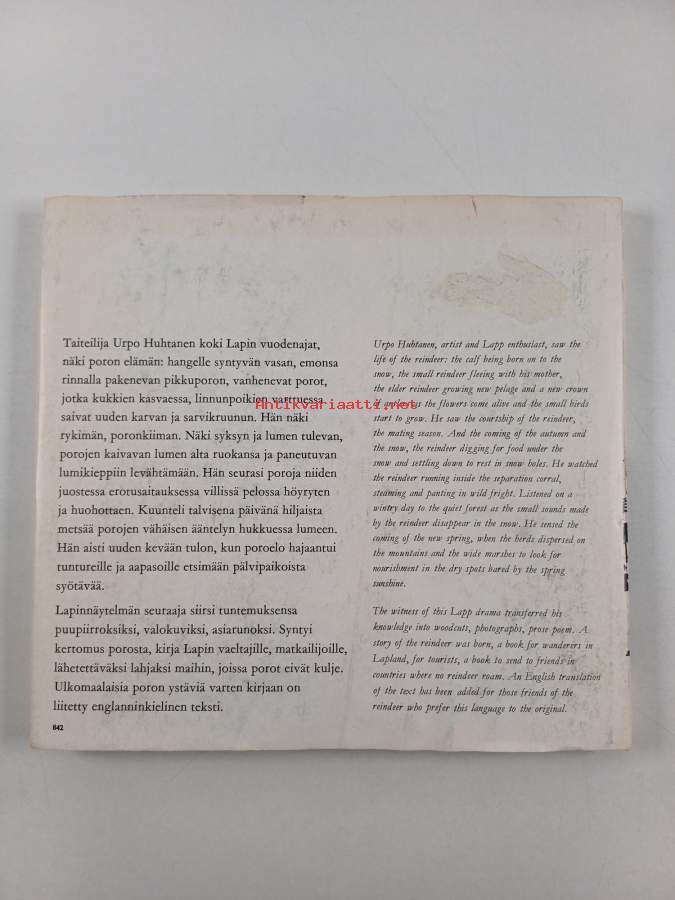 Taiteilija Urpo Huhtanen koki Lapin vuodenajat,
näki poron elämän: hangelle syntyvän vasan, emonsa
rinnalla pakenevan pikkuporon, vanhenevat porot,
jotka kukkien kasvaessa, linnunpoikien varttuessa
saivat uuden karvan ja sarvikruunun. Hän näki
rykimän, poronkiiman. Näki syksyn ja lumen tulevan,
porojen kaivavan lumen alta ruokansa ja paneutuvan
lumikieppiin levähtämään. Hän seurasi poroja niiden
juostessa erotusaitauksessa villissä pelossa höyryten
ja huohottaen. Kuunteli talvisena päivänä hiljaista
metsää porojen vähäisen ääntelyn hukkuessa lumeen.
Hän aisti uuden kevään tulon, kun poroelo hajaantui
tuntureille ja aapasoille etsimään pälvipaikoista
syötävää.
Lapinnäytelmän seuraaja siirsi tuntemuksensa
puupiirroksiksi, valokuviksi, asiarunoksi. Syntyi
kertomus porosta, kirja Lapin vaeltajille, matkailijoille,
lähetettäväksi lahjaksi maihin, joissa porot eivät kulje.
Ulkomaalaisia poron ystäviä varten kirjaan on
liitetty englanninkielinen teksti.
842
Urpo Huhtanen, artist and Lapp enthusiast, saw the
life of the reindeer: the calf being born on to the
snow, the small reindeer fleeing with his mother,
the elder reindeer growing new pelage and a new crown
of antlers as the flowers come alive and the small birds
start to grow. He saw the courtship of the reindeer,
the mating season. And the coming of the autumn and
the snow, the reindeer digging for food under the
snow and settling down to rest in snow holes. He watched
the reindeer running inside the separation corral,
steaming and panting in wild fright. Listened on a
wintry day to the quiet forest as the small sounds made
by the reindeer disappear in the snow. He sensed the
coming of the new spring, when the herds dispersed on
the mountains and the wide marshes to look for
nourishment in the dry spots bared by the spring
sunshine.
The witness of this Lapp drama transferred his
knowledge into woodcuts, photographs, prose poem. A
story of the reindeer was born, a book for wanderers in
Lapland, for tourists, a book to send to friends in
countries where no reindeer roam. An English translation
of the text has been added for those friends of the
reindeer who prefer this language to the original.
Antikvariaatti.net